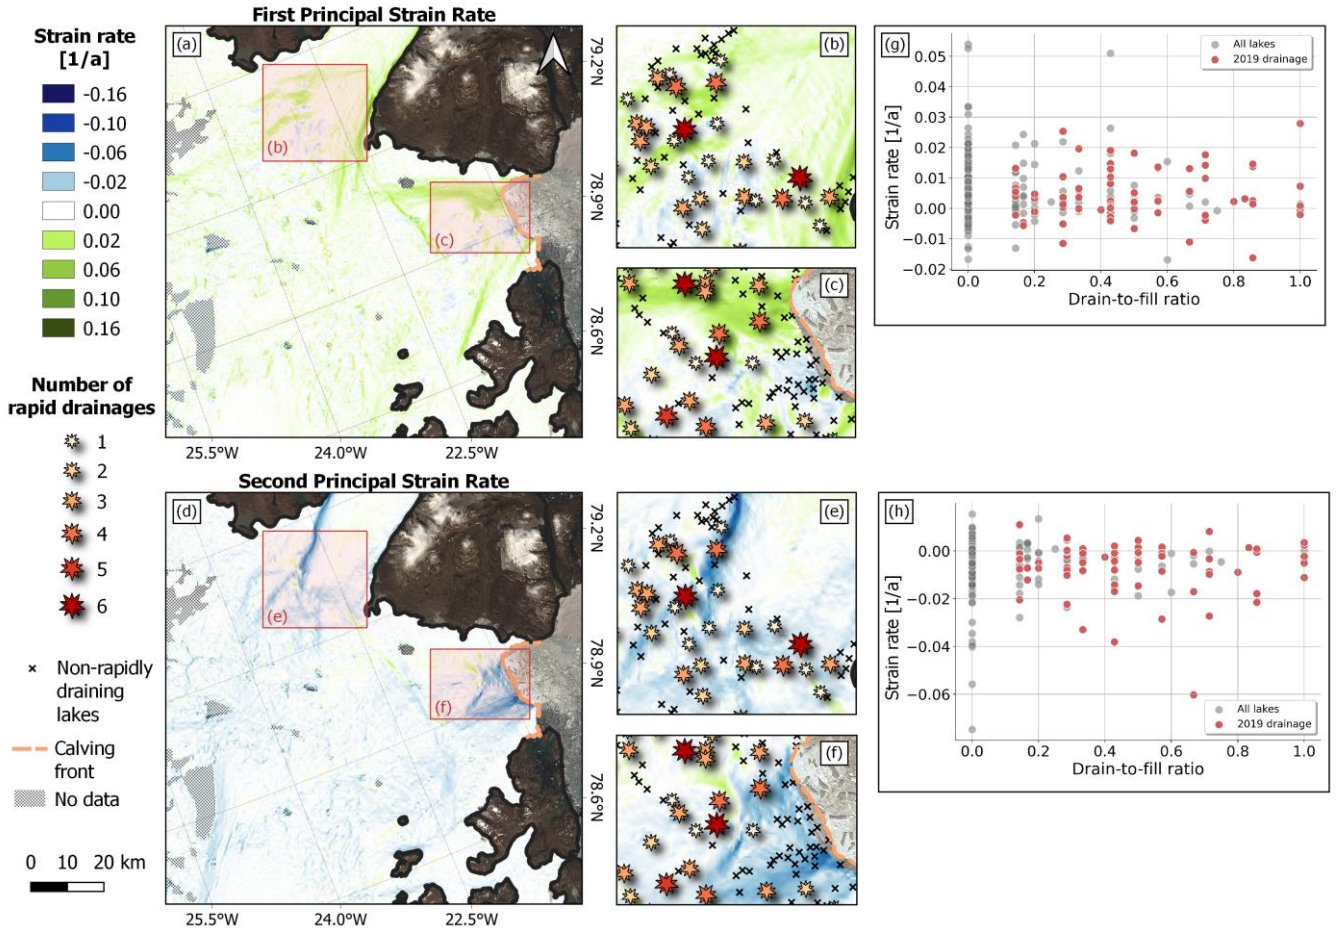 First Principal Strain Rate
Strain rate
[1/a]
-0.16
-0.10
-0.06
-0.02
0.00
0.02
0.06
0.10
0.16
Number of
rapid drainages
1
2
3
4
5
6
Non-rapidly
draining
lakes
Calving
front
No data
0 10 20 km
(a)
(b)
(c)
79.2°N
78.9°N
78.6°N
25.5°W 24.0°W 22.5°W
(b)
(c)
(g)
All lakes
2019 drainage
Strain rate [1/a]
0.05
0.04
0.03
0.02
0.01
0.00
−0.01
−0.02
0.0 0.2 0.4 0.6 0.8 1.0
Drain-to-fill ratio
Second Principal Strain Rate
(d)
(e)
(f)
79.2°N
78.9°N
78.6°N
25.5°W 24.0°W 22.5°W
(e)
(f)
(h)
Strain rate [1/a]
0.00
−0.02
−0.04
−0.06
All lakes
2019 drainage
0.0 0.2 0.4 0.6 0.8 1.0
Drain-to-fill ratio